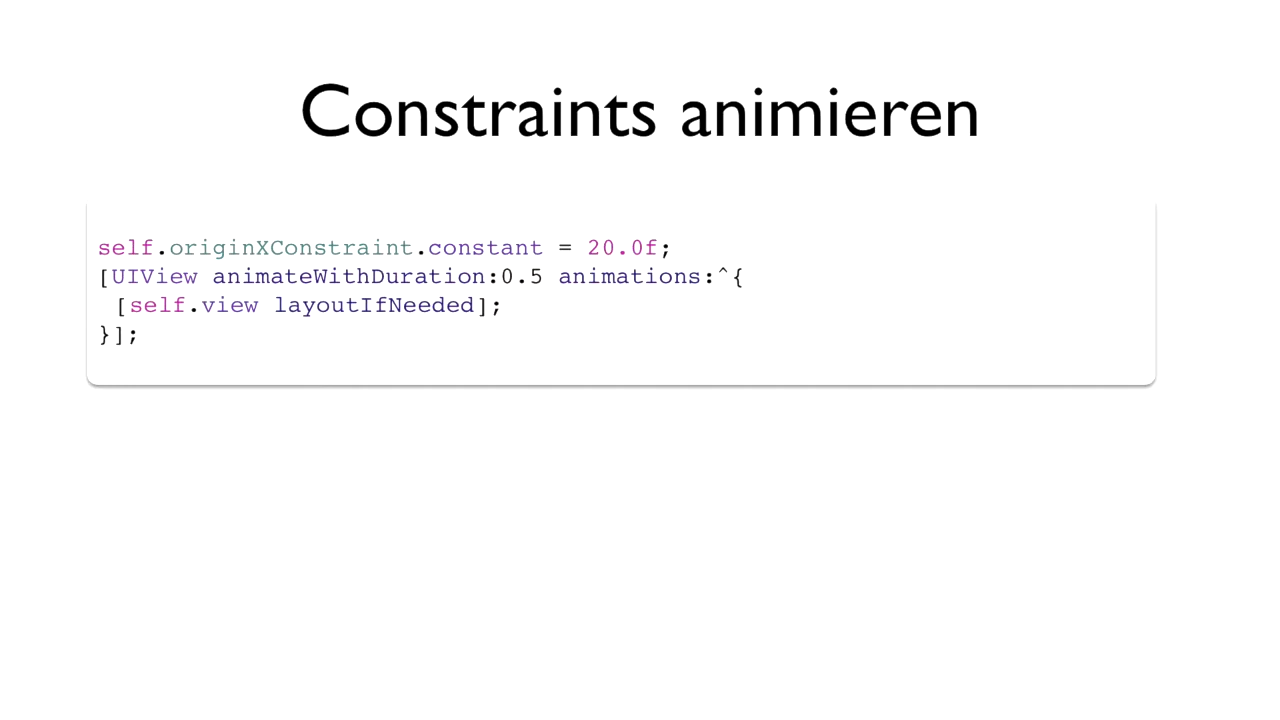 Constraints animieren
self.originXConstraint.constant = 20.0f;
[UIView animateWithDuration:0.5 animations:^{
 [self.view layoutIfNeeded];
}];